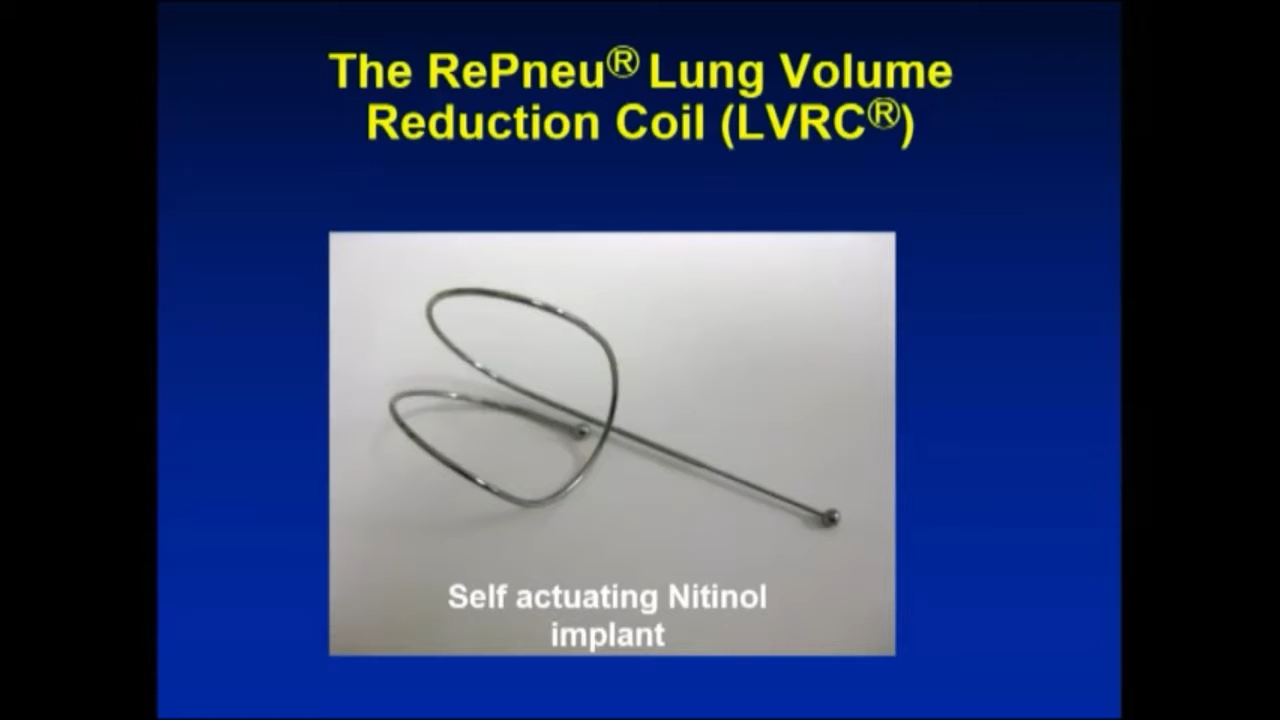 The RePneu® Lung Volume
Reduction Coil (LVRC®)
Self actuating Nitinol
implant